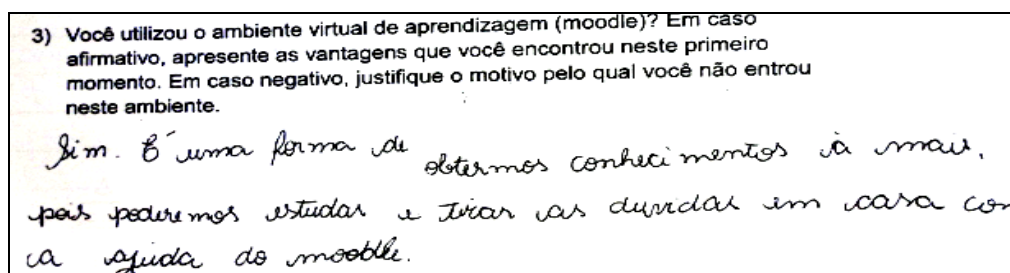 3) Você utilizou o ambiente virtual de aprendizagem (moodle)? Em caso
afirmativo, apresente as vantagens que você encontrou neste primeiro
momento. Em caso negativo, justifique o motivo pelo qual você não entrou
neste ambiente.
Sim. É uma forma de obtermos conhecimentos à mais,
pois poderemos estudar e tirar as duvidas em casa com
a ajuda do mooblle.